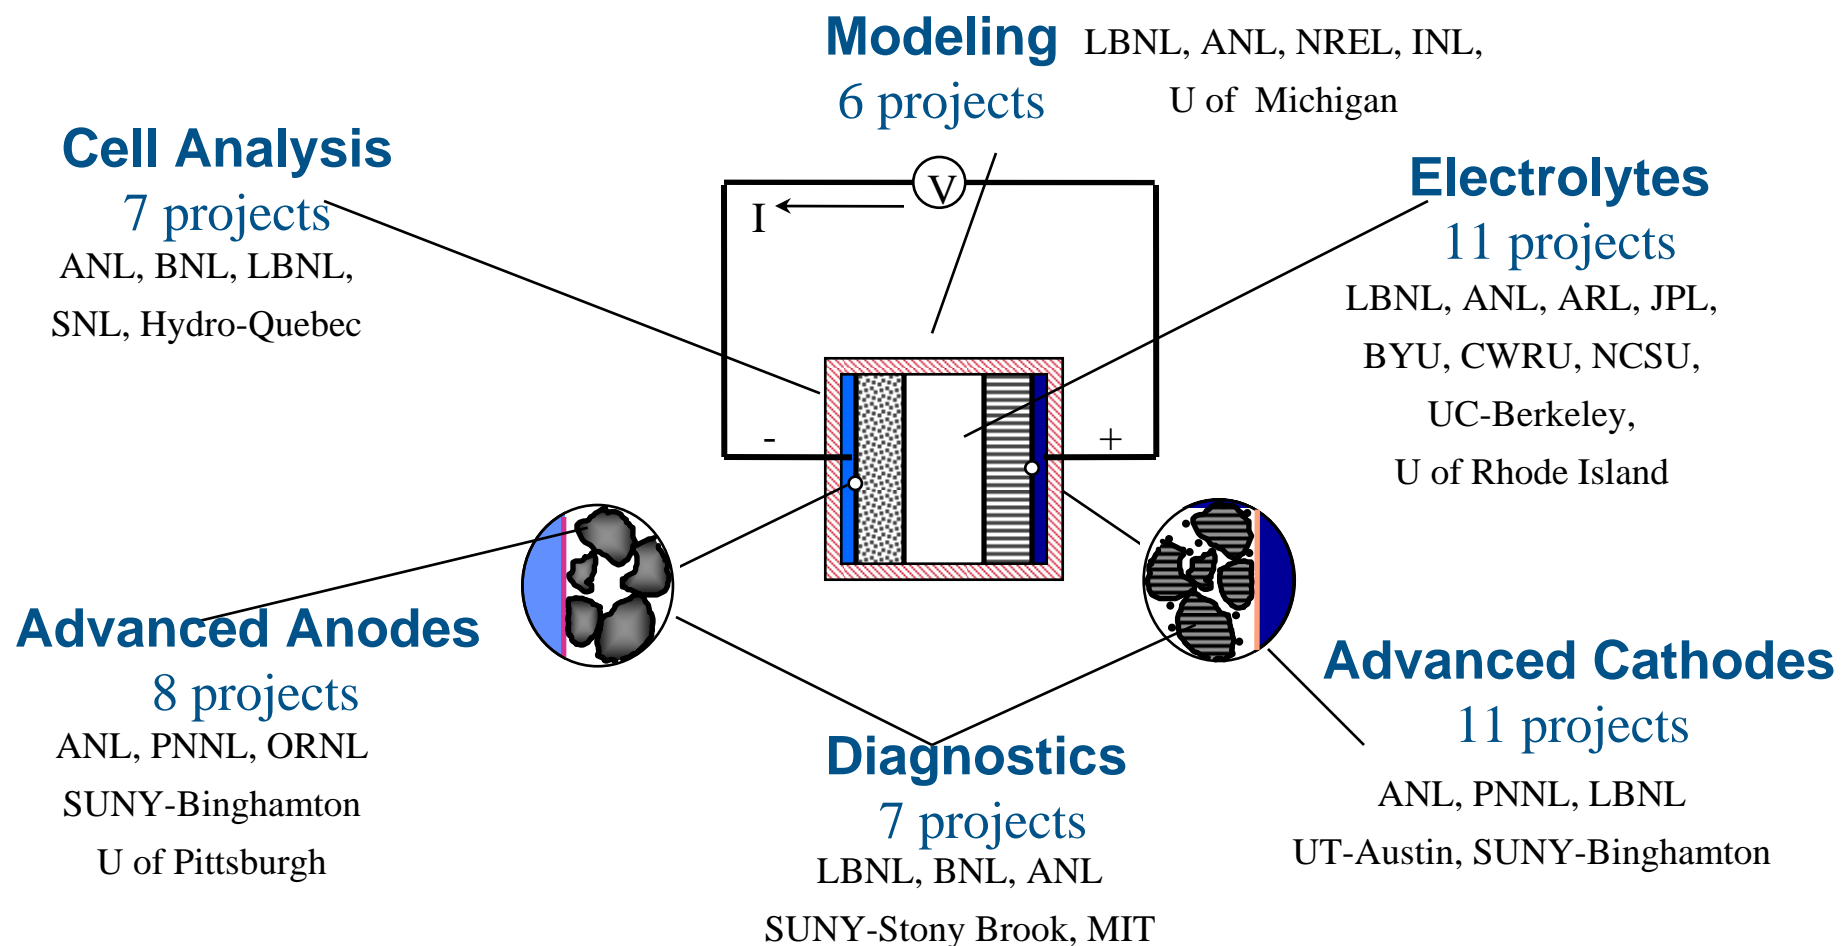 Modeling LBNL, ANL, NREL, INL,
6 projects U of Michigan
Cell Analysis
7 projects
ANL, BNL, LBNL,
SNL, Hydro-Quebec
V
I
-
+
Electrolytes
11 projects
LBNL, ANL, ARL, JPL,
BYU, CWRU, NCSU,
UC-Berkeley,
U of Rhode Island
Advanced Anodes
8 projects
ANL, PNNL, ORNL
SUNY-Binghamton
U of Pittsburgh
Diagnostics
7 projects
LBNL, BNL, ANL
SUNY-Stony Brook, MIT
Advanced Cathodes
11 projects
ANL, PNNL, LBNL
UT-Austin, SUNY-Binghamton